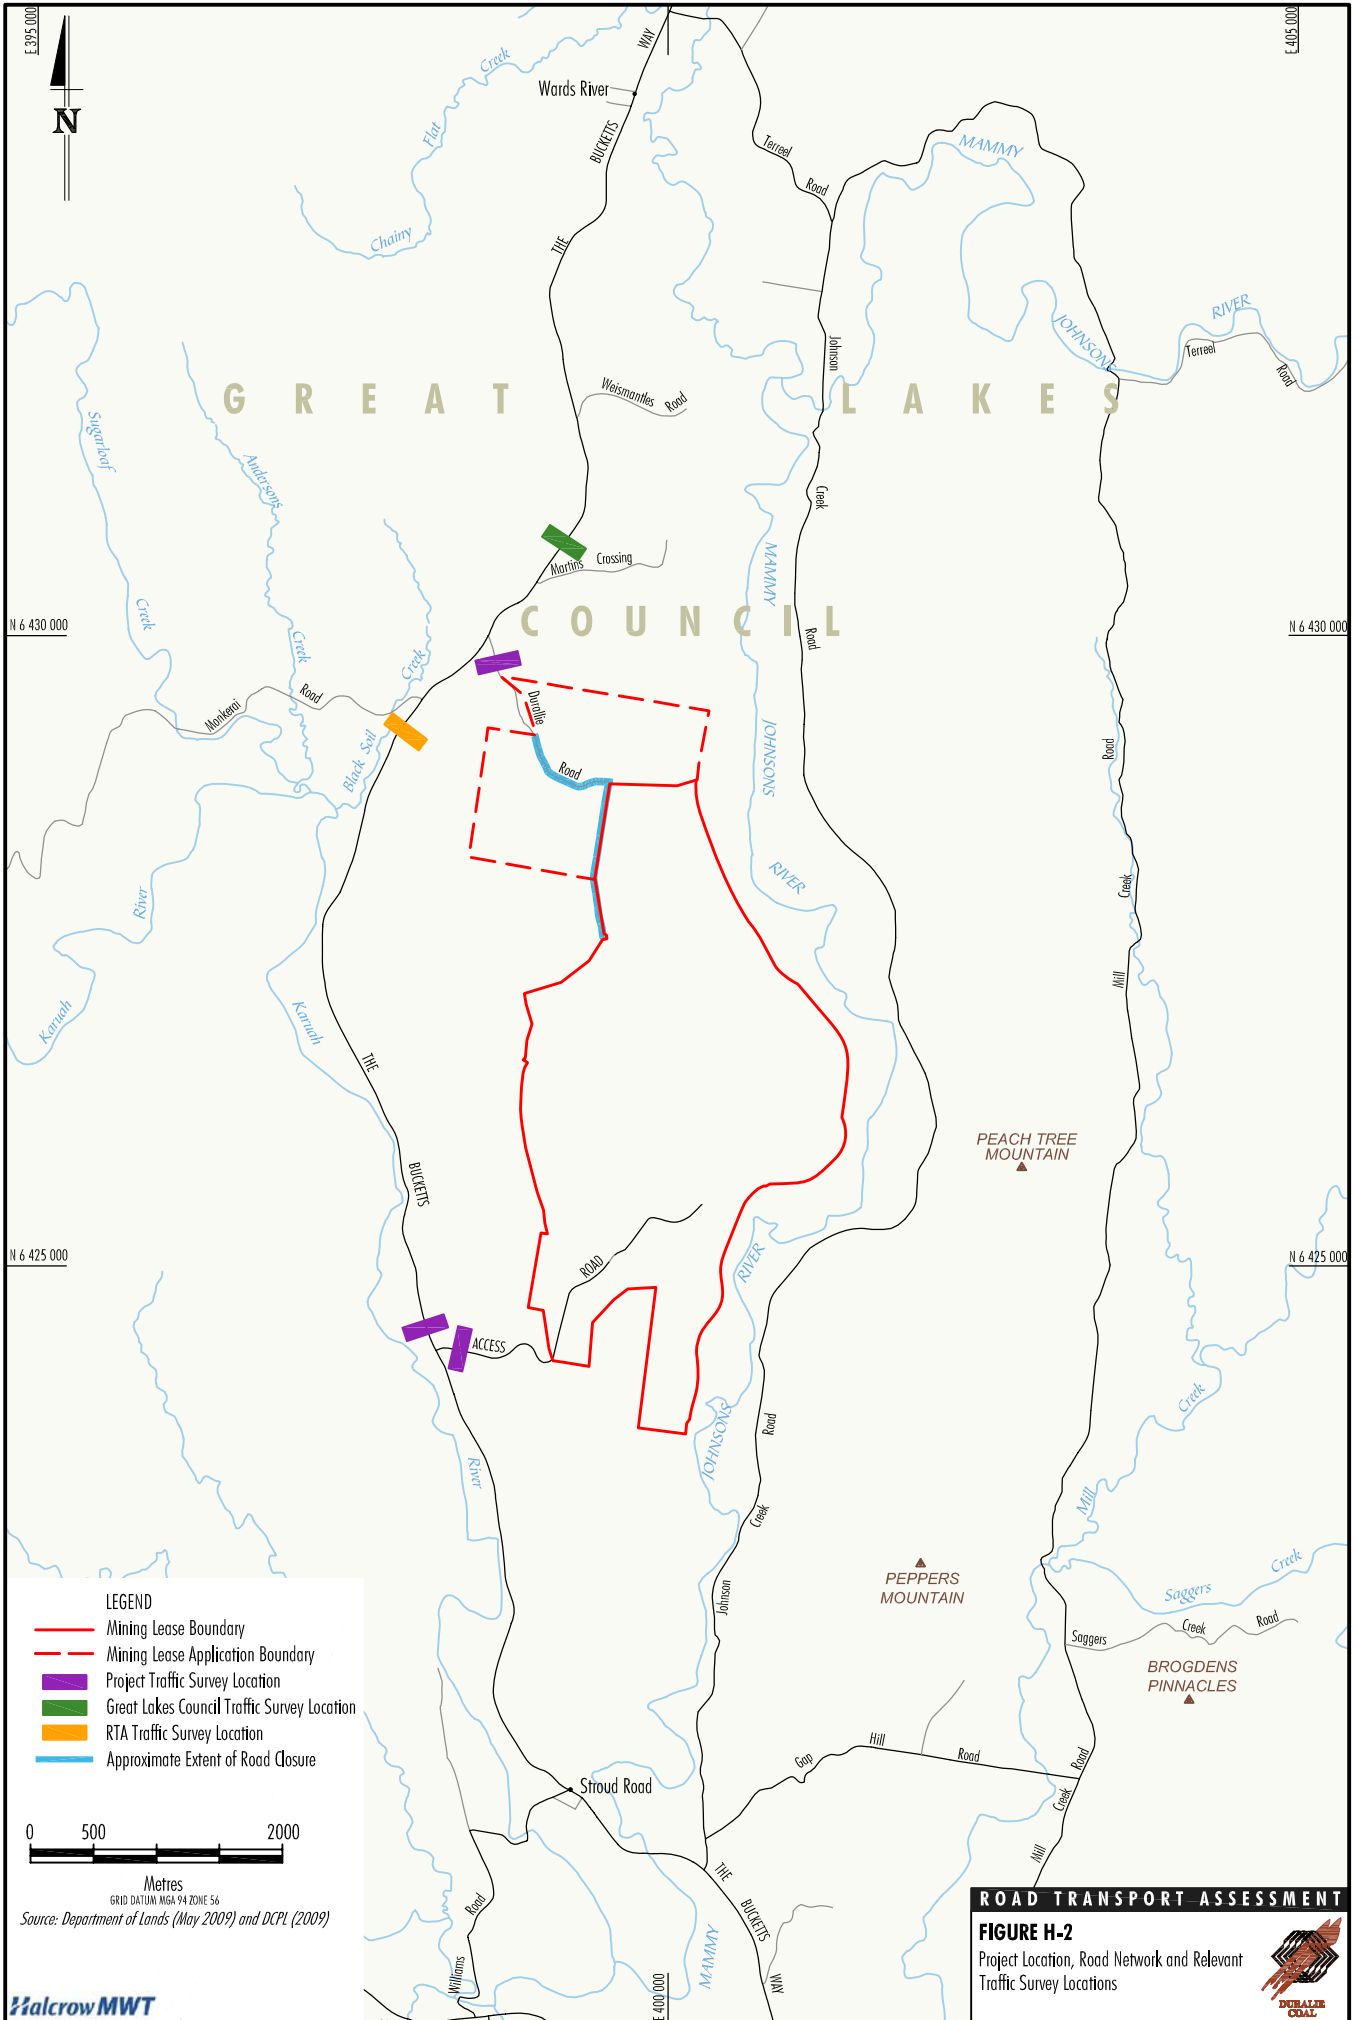 E 395 000
E 405 000
N
WAY
Creek
Wards River
Flat
BUCKETTS
Terreel
Road
MAMMY
Chainy
THE
JOHNSONS
RIVER
Terreel
Road
Johnson
Weismantles Road
GREAT LAKES
Sugarloaf
Andersons
Creek
Martins Crossing
MAMMY
COUNCIL
N 6 430 000
N 6 430 000
Creek
Creek
Creek
Road
Monkerai Road
Durallie
Road
Black Soil
JOHNSONS
Road
RIVER
Creek
River
Mill
Karuah
Karuah
THE
PEACH TREE
MOUNTAIN
BUCKETTS
N 6 425 000
N 6 425 000
ROAD
RIVER
ACCESS
Creek
JOHNSONS
Road
River
Mill
Creek
Creek
PEPPERS
MOUNTAIN
Saggers
Johnson
Saggers Creek Road
BROGDENS
PINNACLES
LEGEND
Mining Lease Boundary
Mining Lease Application Boundary
Project Traffic Survey Location
Great Lakes Council Traffic Survey Location
RTA Traffic Survey Location
Approximate Extent of Road Closure
Gap Hill Road
Road
Creek
Mill
Stroud Road
0 500 2000
Metres
GRID DATUM MGA 94 ZONE 56
Source: Department of Lands (May 2009) and DCPL (2009)
THE
BUCKETTS
WAY
Road
Williams
MAMMY
E 400 000
HalcrowMWT
ROAD TRANSPORT ASSESSMENT
FIGURE H-2
Project Location, Road Network and Relevant
Traffic Survey Locations
DURALIE
COAL